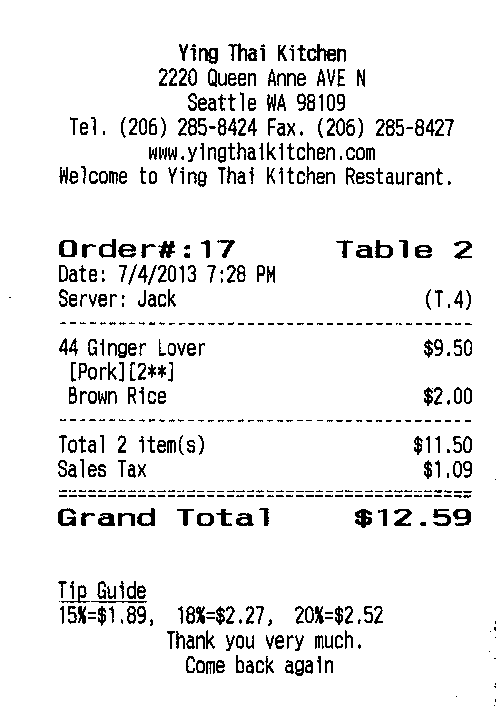 Ying Thai Kitchen
2220 Queen Anne AVE N
Seattle WA 98109
Tel. (206) 285-8424 Fax. (206) 285-8427
www.yingthaikitchen.com
Welcome to Ying Thai Kitchen Restaurant.
Order#:17 Table 2
Date: 7/4/2013 7:28 PM
Server: Jack (T.4)
44 Ginger Lover $9.50
[Pork][2**]
Brown Rice $2.00
Total 2 item(s) $11.50
Sales Tax $1.09
Grand Total $12.59
Tip Guide
15%=$1.89, 18%=$2.27, 20%=$2.52
Thank you very much.
Come back again